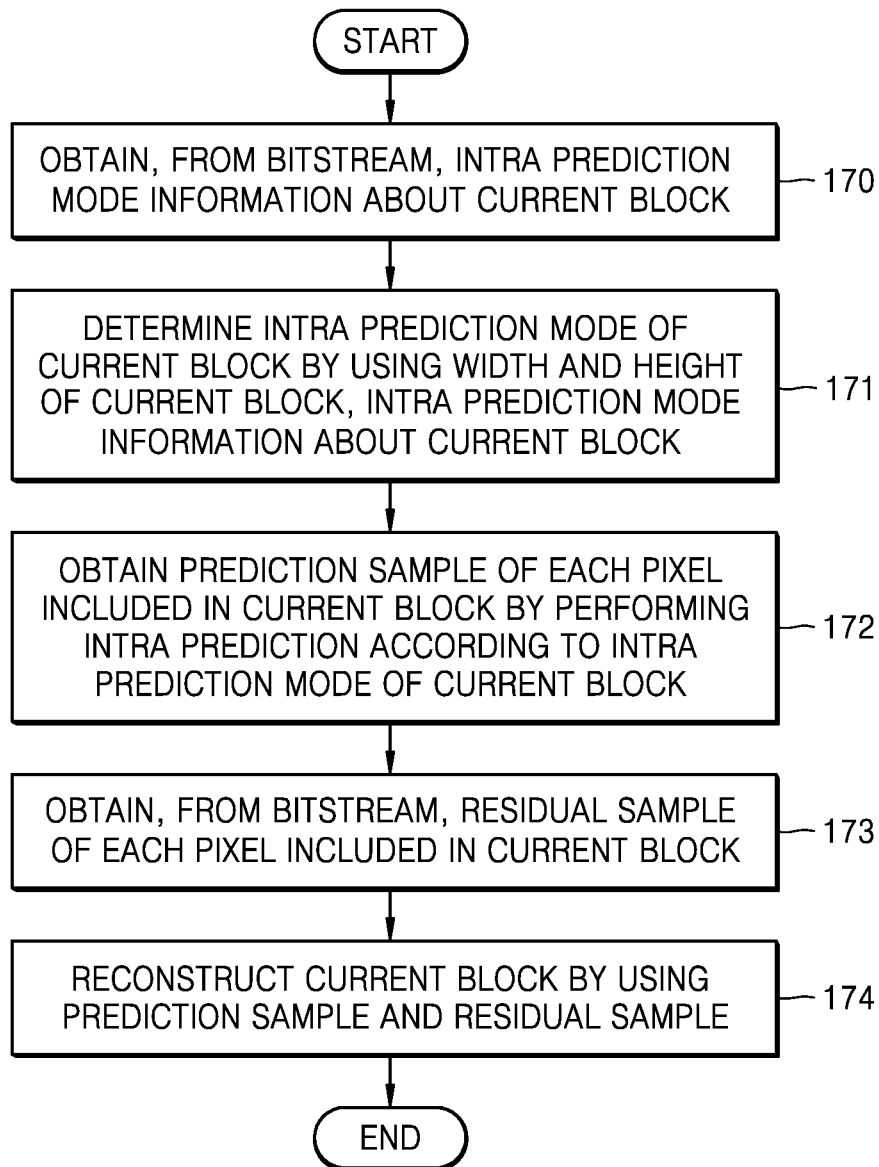 START
OBTAIN, FROM BITSTREAM, INTRA PREDICTION
MODE INFORMATION ABOUT CURRENT BLOCK
170
DETERMINE INTRA PREDICTION MODE OF
CURRENT BLOCK BY USING WIDTH AND HEIGHT
OF CURRENT BLOCK, INTRA PREDICTION MODE
INFORMATION ABOUT CURRENT BLOCK
171
OBTAIN PREDICTION SAMPLE OF EACH PIXEL
INCLUDED IN CURRENT BLOCK BY PERFORMING
INTRA PREDICTION ACCORDING TO INTRA
PREDICTION MODE OF CURRENT BLOCK
172
OBTAIN, FROM BITSTREAM, RESIDUAL SAMPLE
OF EACH PIXEL INCLUDED IN CURRENT BLOCK
173
RECONSTRUCT CURRENT BLOCK BY USING
PREDICTION SAMPLE AND RESIDUAL SAMPLE
174
END